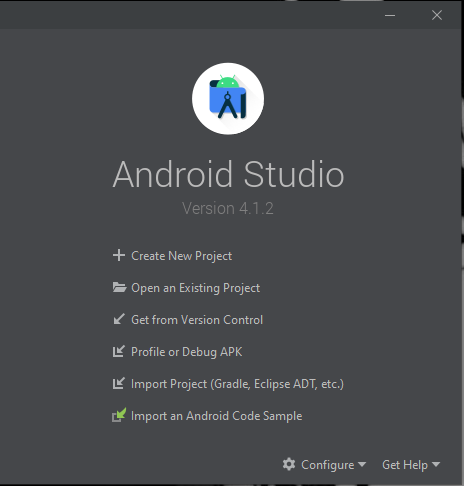 Android Studio
Version 4.1.2
Create New Project
Open an Existing Project
Get from Version Control
Profile or Debug APK
Import Project (Gradle, Eclipse ADT, etc.)
Import an Android Code Sample
Configure Get Help